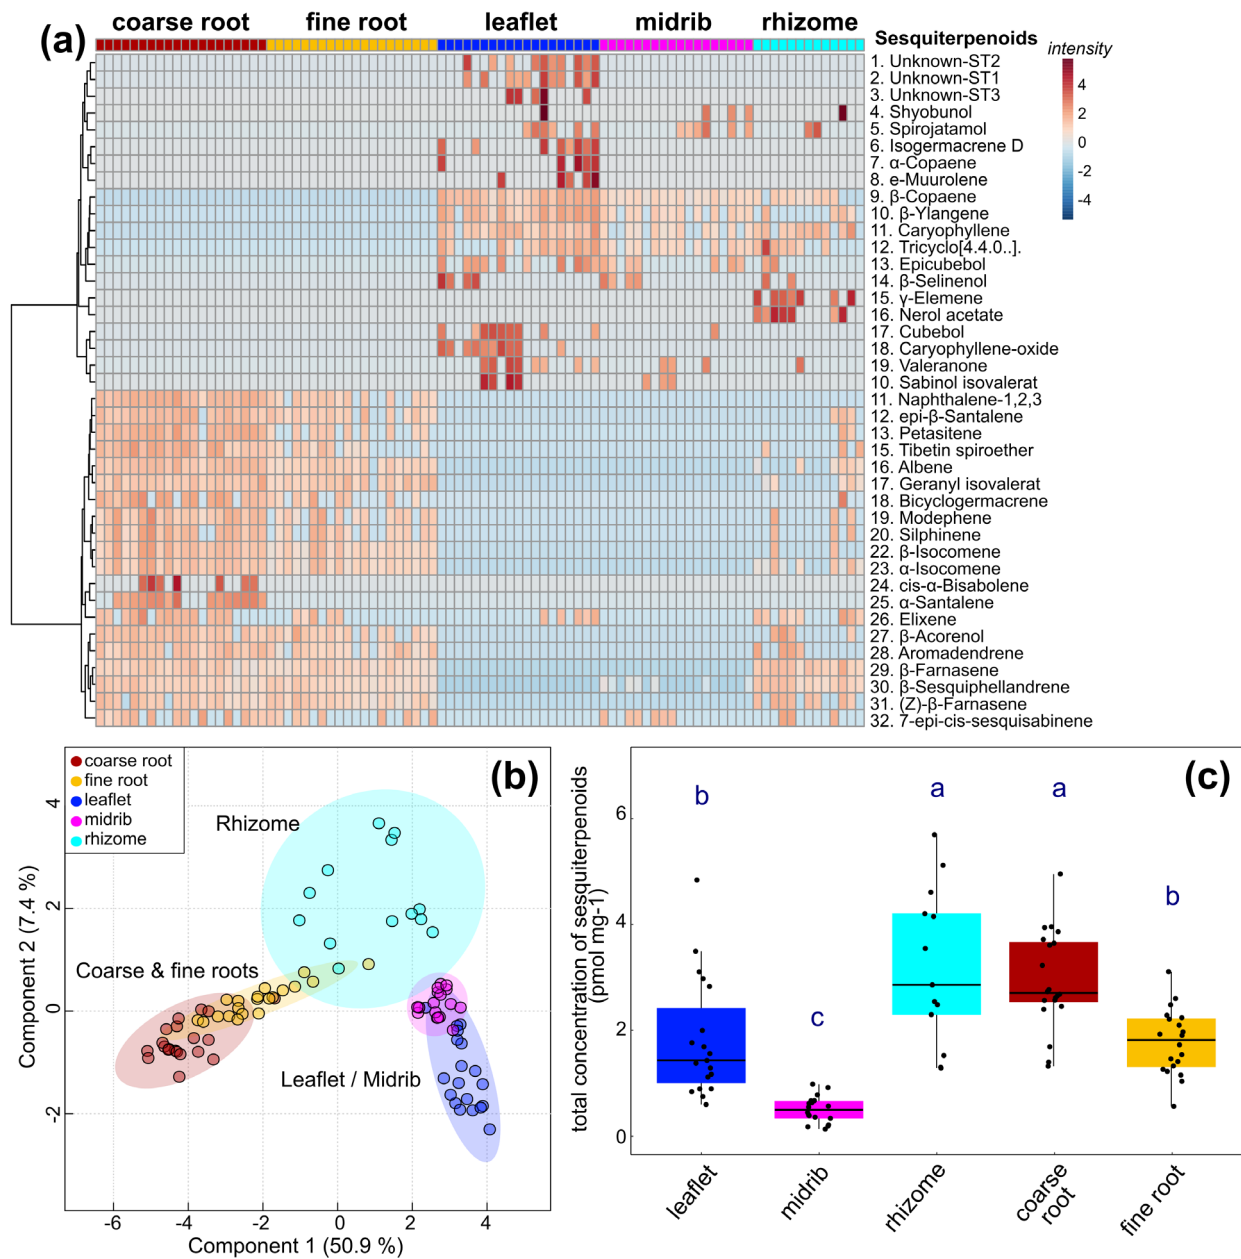 (a)
coarse root
fine root
leaflet
midrib
rhizome
Sesquiterpenoids
intensity
4
2
0
-2
-4
1. Unknown-ST2
2. Unknown-ST1
3. Unknown-ST3
4. Shyobunol
5. Spirojatamol
6. Isogermacrene D
7. α-Copaene
8. e-Muurolene
9. β-Copaene
10. β-Ylangene
11. Caryophyllene
12. Tricyclo[4.4.0..].
13. Epicubebol
14. β-Selinenol
15. γ-Elemene
16. Nerol acetate
17. Cubebol
18. Caryophyllene-oxide
19. Valeranone
10. Sabinol isovalerat
11. Naphthalene-1,2,3
12. epi-β-Santalene
13. Petasitene
15. Tibetin spiroether
16. Albene
17. Geranyl isovalerat
18. Bicyclogermacrene
19. Modephene
20. Silphinene
22. β-Isocomene
23. α-Isocomene
24. cis-α-Bisabolene
25. α-Santalene
26. Elixene
27. β-Acorenol
28. Aromadendrene
29. β-Farnasene
30. β-Sesquiphellandrene
31. (Z)-β-Farnasene
32. 7-epi-cis-sesquisabinene
(b)
coarse root
fine root
leaflet
midrib
rhizome
Rhizome
Coarse & fine roots
Leaflet / Midrib
Component 2 (7.4 %)
4
2
0
-2
-6
-4
-2
0
2
4
Component 1 (50.9 %)
(c)
total concentration of sesquiterpenoids
(pmol mg-1)
6
4
2
0
b
c
a
a
b
leaflet
midrib
rhizome
coarse
root
fine root